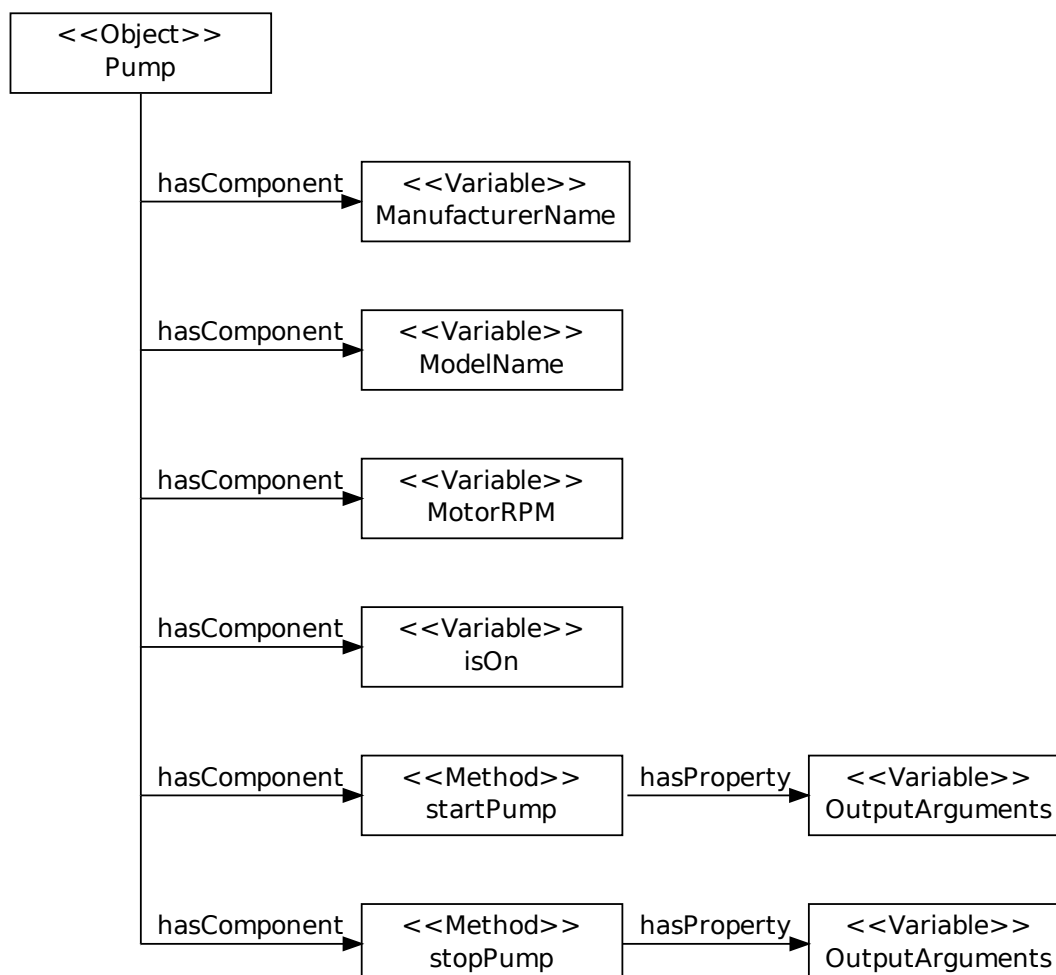 <<Object>>
Pump
hasComponent
<<Variable>>
ManufacturerName
hasComponent
<<Variable>>
ModelName
hasComponent
<<Variable>>
MotorRPM
hasComponent
<<Variable>>
isOn
hasComponent
<<Method>>
startPump
hasProperty
<<Variable>>
OutputArguments
hasComponent
<<Method>>
stopPump
hasProperty
<<Variable>>
OutputArguments